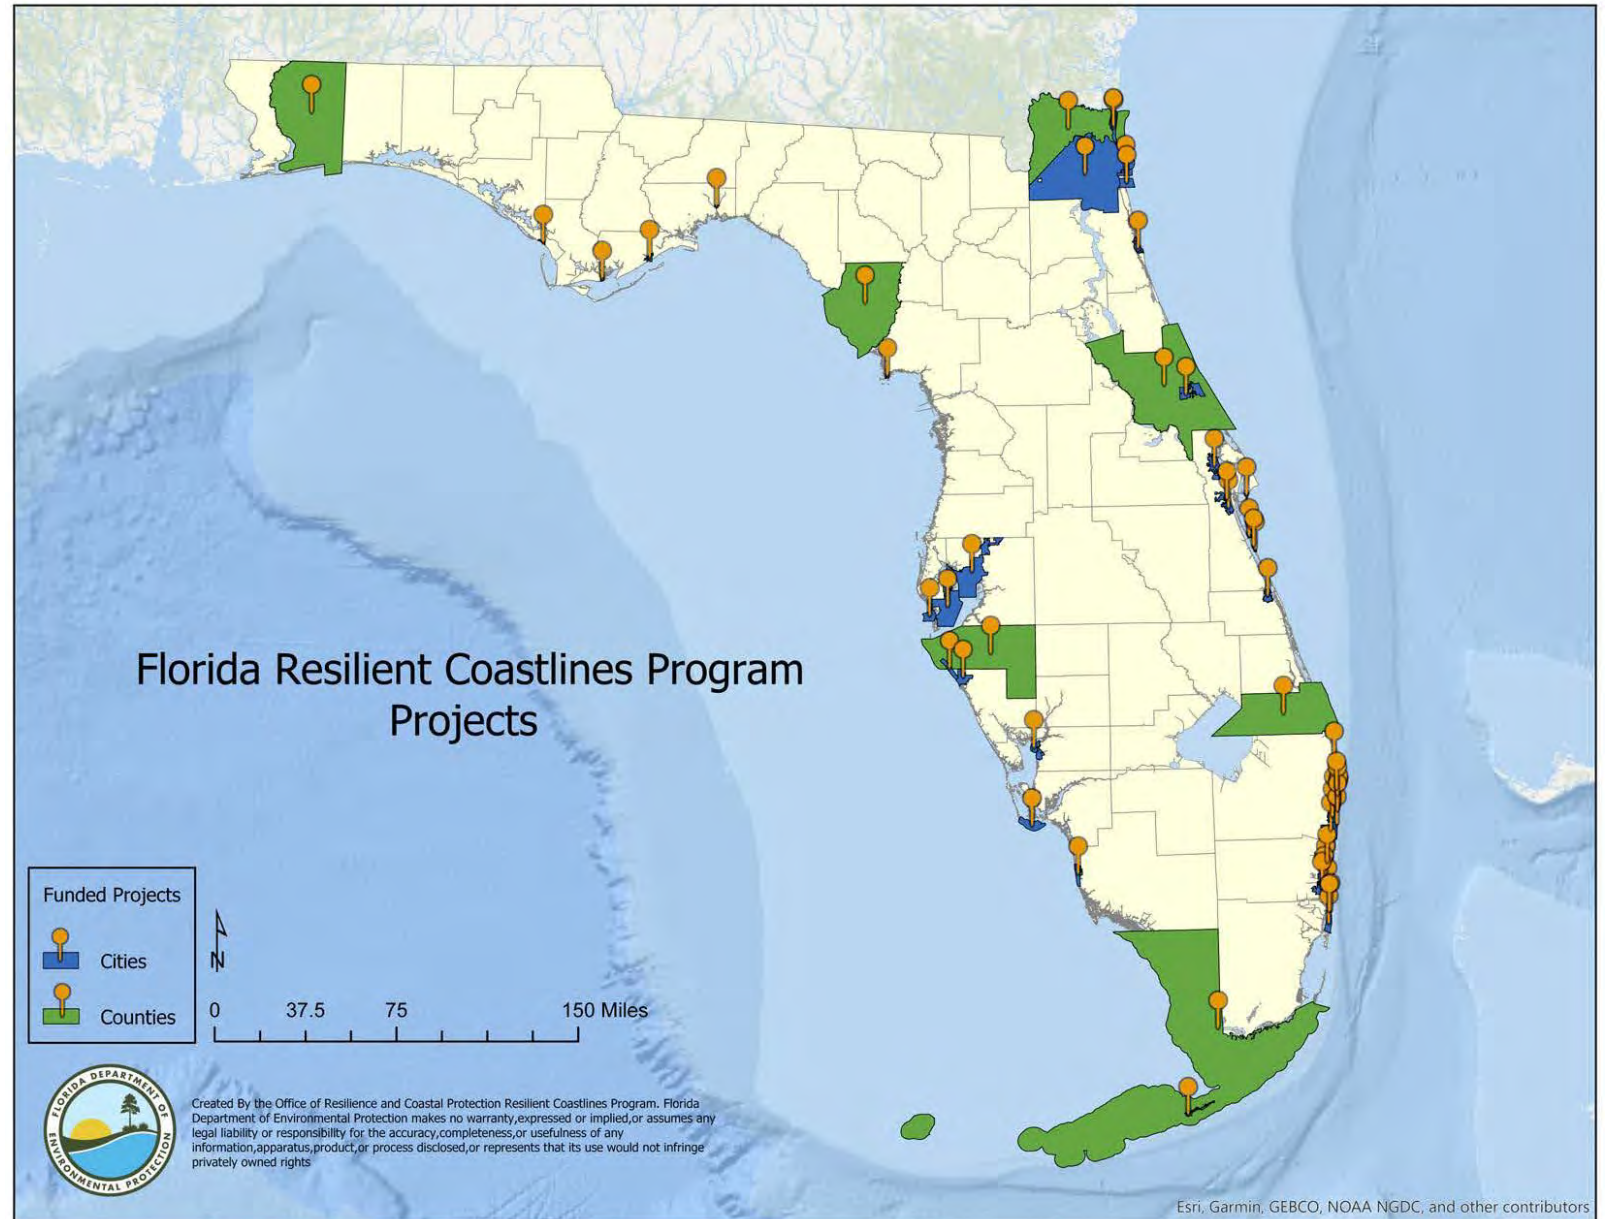 Florida Resilient Coastlines Program
Projects
Funded Projects
Cities
Counties
N
0 37.5 75 150 Miles
FLORIDA DEPARTMENT OF
ENVIRONMENTAL PROTECTION
Created By the Office of Resilience and Coastal Protection Resilient Coastlines Program. Florida
Department of Environmental Protection makes no warranty,expressed or implied,or assumes any
legal liability or responsibility for the accuracy,completeness,or usefulness of any
information,apparatus,product,or process disclosed,or represents that its use would not infringe
privately owned rights
Esri, Garmin, GEBCO, NOAA NGDC, and other contributors